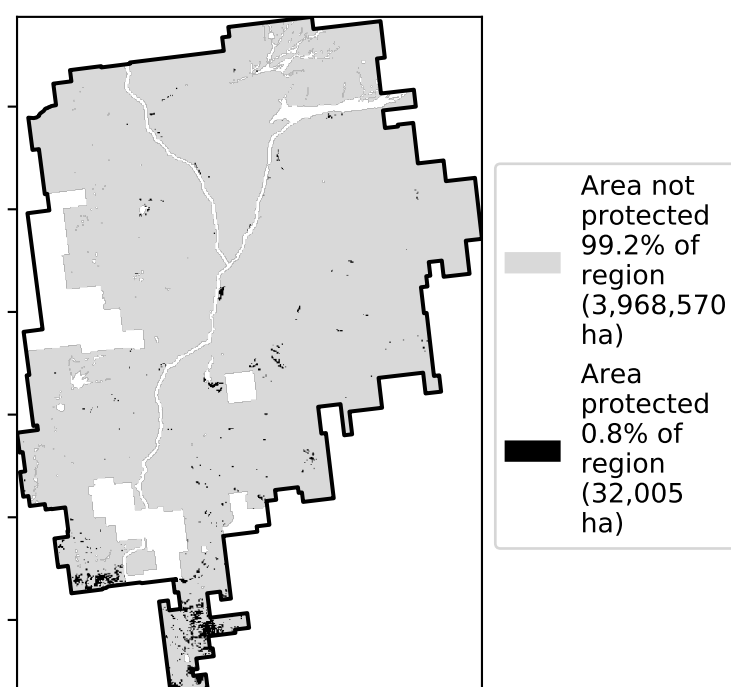 Area not
protected
99.2% of
region
(3,968,570
ha)
Area
protected
0.8% of
region
(32,005
ha)